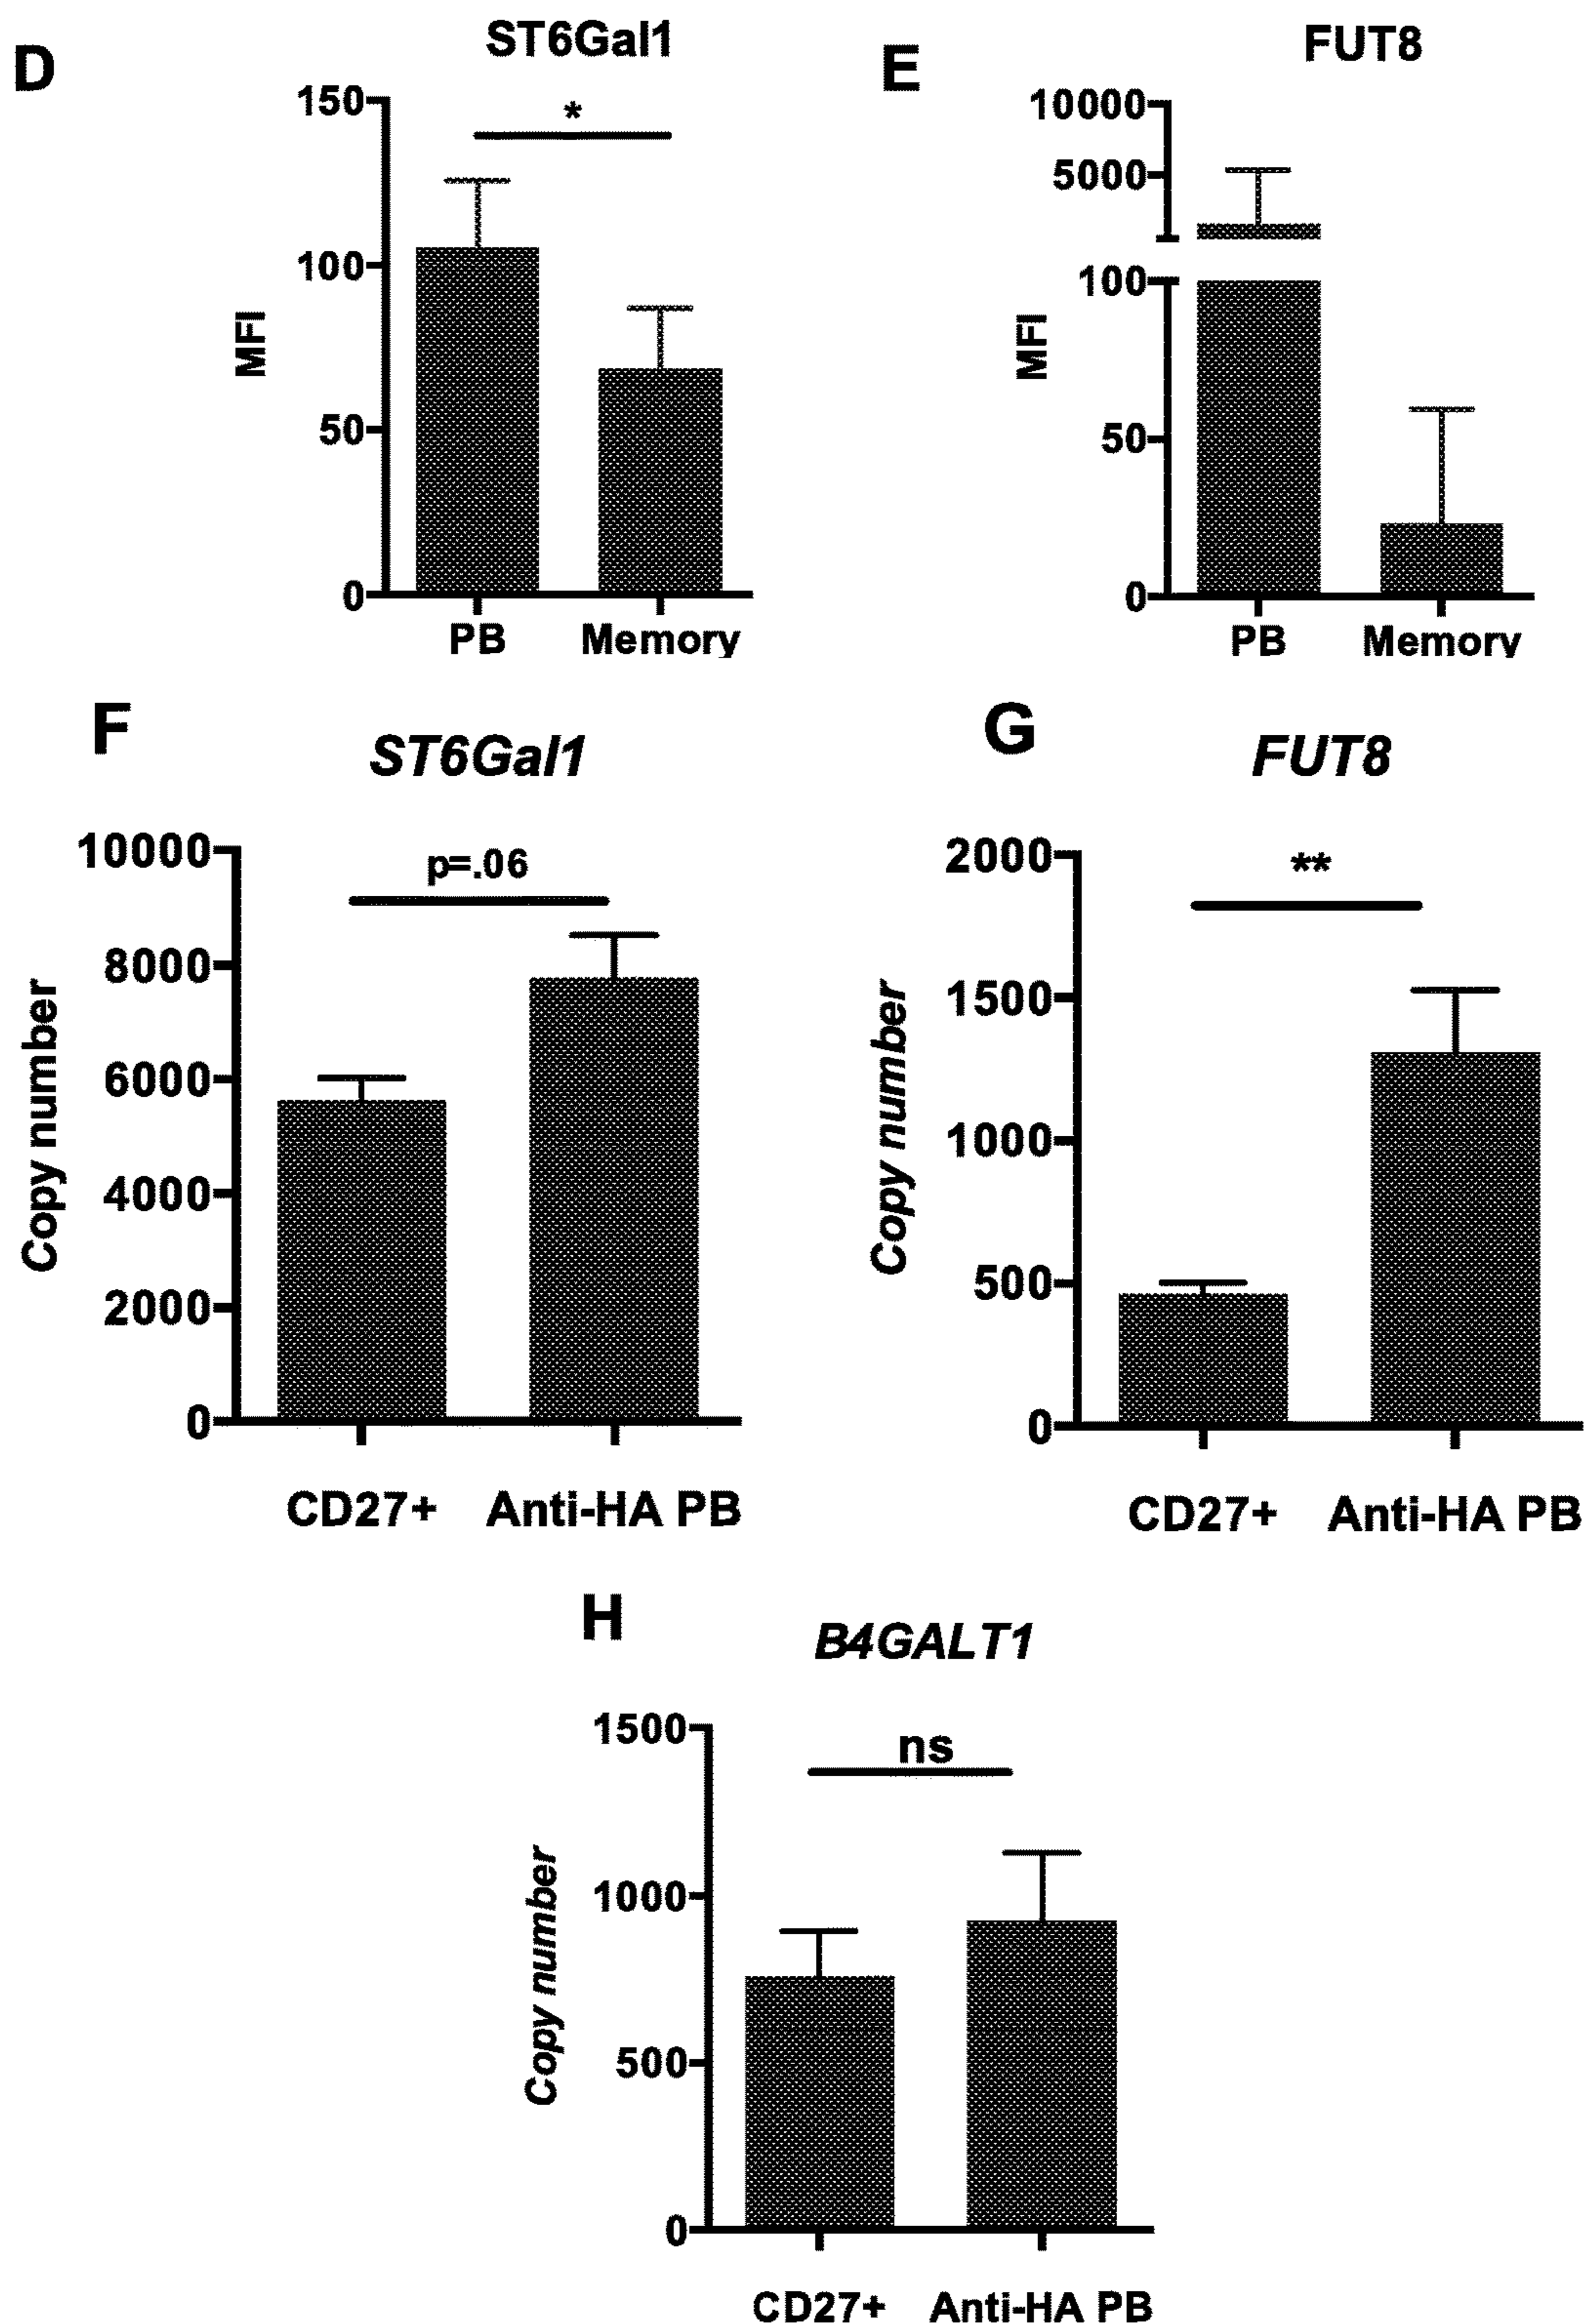 D
ST6Gal1
150
100
50
0
MFI
*
PB Memory
E
FUT8
10000
5000
100
50
0
MFI
PB Memory
F
ST6Gal1
10000
8000
6000
4000
2000
0
Copy number
p=.06
CD27+ Anti-HA PB
G
FUT8
2000
1500
1000
500
0
Copy number
**
CD27+ Anti-HA PB
H
B4GALT1
1500
1000
500
0
Copy number
ns
CD27+ Anti-HA PB